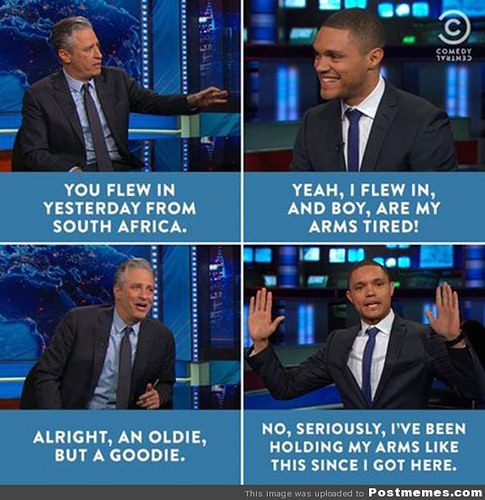 COMEDY
CENTRAL
YOU FLEW IN
YESTERDAY FROM
SOUTH AFRICA.
YEAH, I FLEW IN,
AND BOY, ARE MY
ARMS TIRED!
ALRIGHT, AN OLDIE,
BUT A GOODIE.
NO, SERIOUSLY, I'VE BEEN
HOLDING MY ARMS LIKE
THIS SINCE I GOT HERE.
This image was uploaded to Postmemes.com